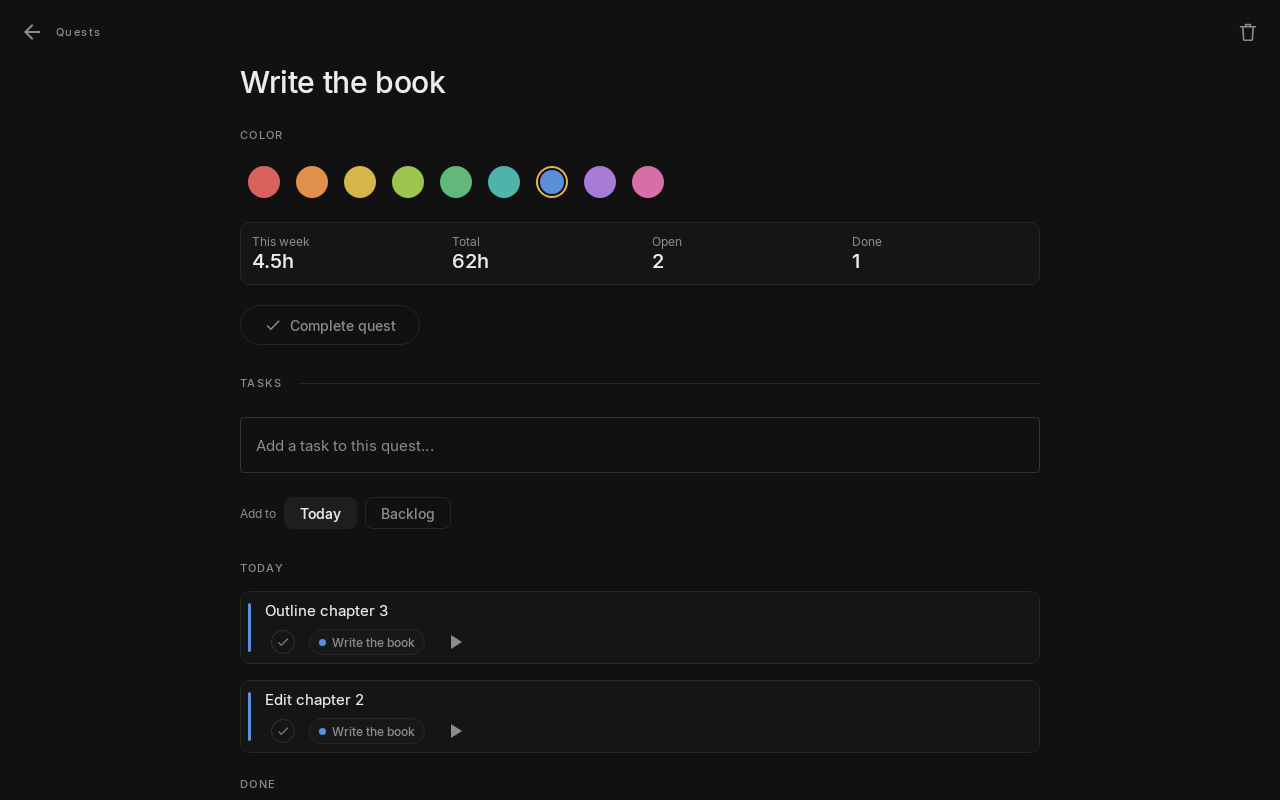 Quests
Write the book
COLOR
This week
4.5h
Total
62h
Open
2
Done
1
Complete quest
TASKS
Add a task to this quest...
Add to
Today
Backlog
TODAY
Outline chapter 3
Write the book
Edit chapter 2
Write the book
DONE